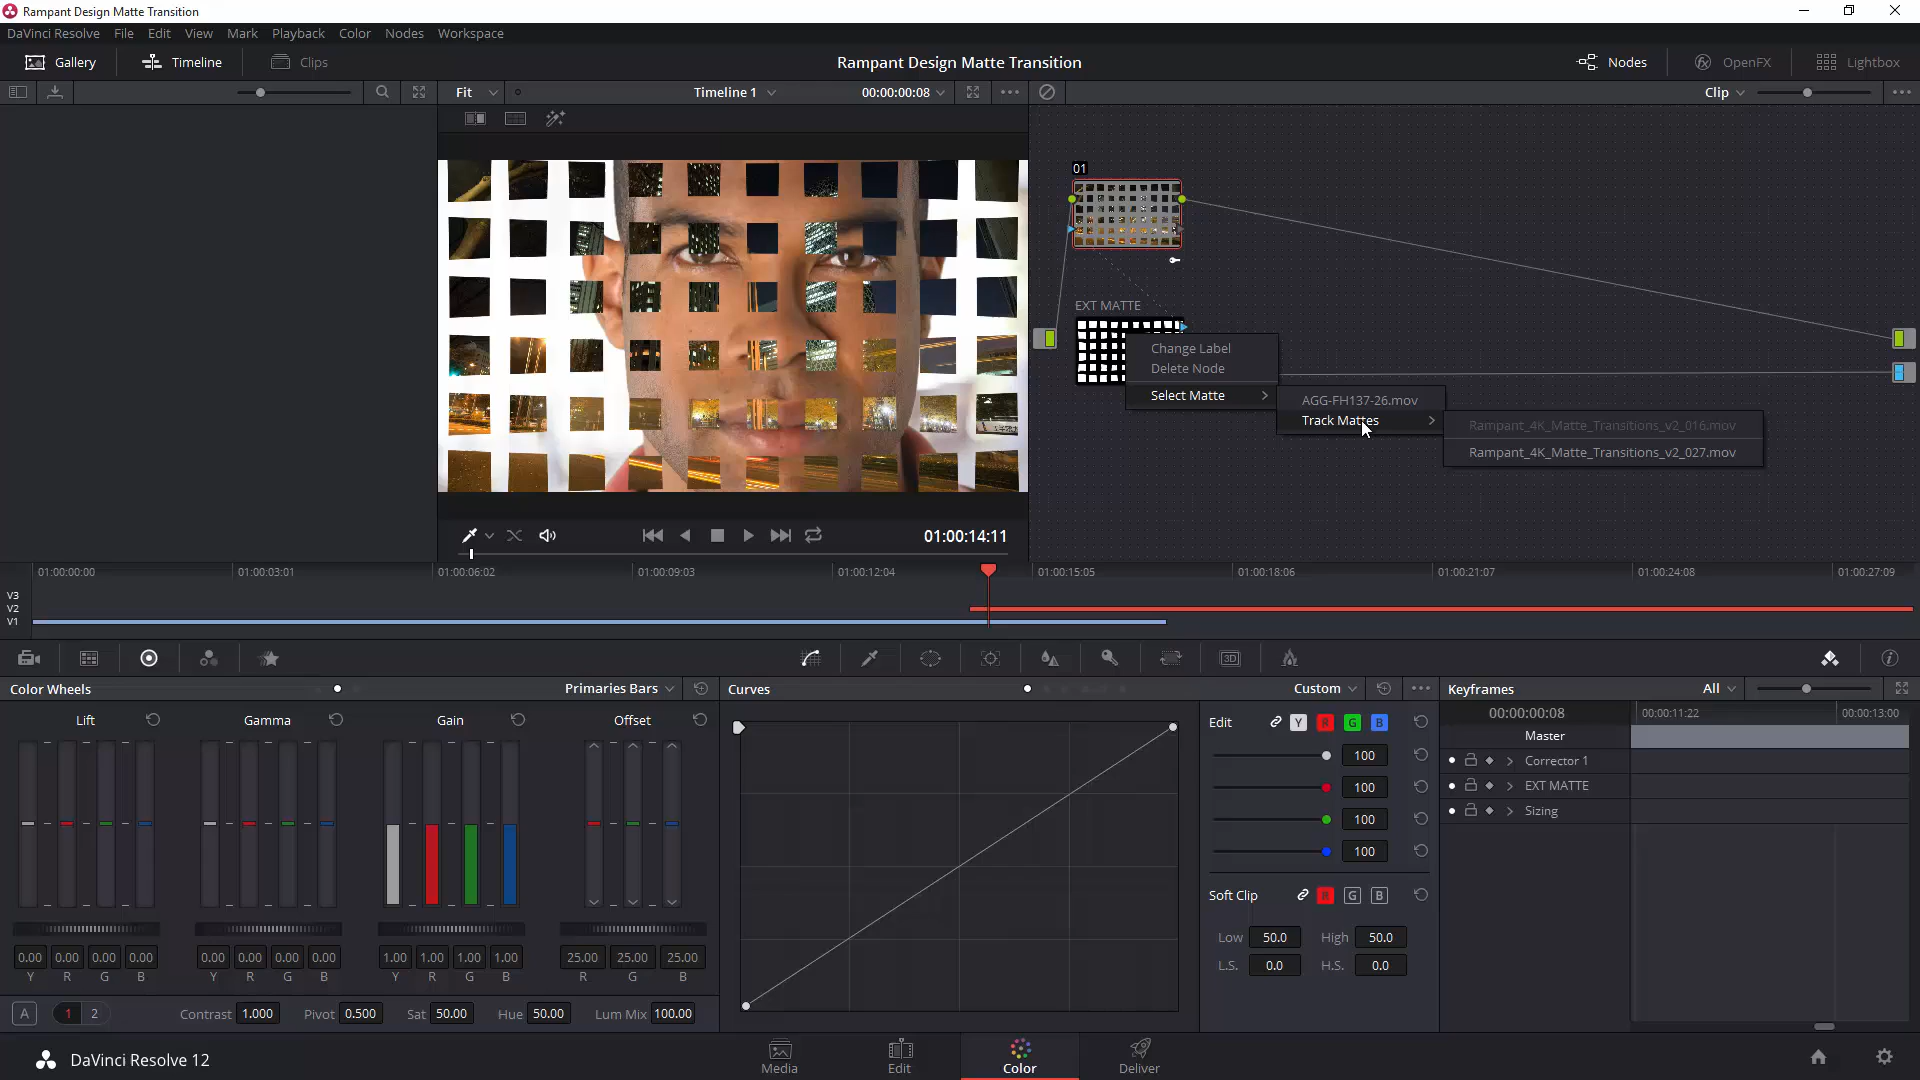 Rampant Design Matte Transition
DaVinci Resolve File Edit View Mark Playback Color Nodes Workspace
Gallery Timeline Clips Rampant Design Matte Transition Nodes OpenFX Lightbox
Fit Timeline 1 00:00:00:08 Clip
01
EXT MATTE
Change Label
Delete Node
Select Matte
AGG-FH137-26.mov
Track Mattes
Rampant_4K_Matte_Transitions_v2_016.mov
Rampant_4K_Matte_Transitions_v2_027.mov
01:00:14:11
01:00:00:00 01:00:03:01 01:00:06:02 01:00:09:03 01:00:12:04 01:00:15:05 01:00:18:06 01:00:21:07 01:00:24:08 01:00:27:09
V3
V2
V1
3D
Color Wheels Primaries Bars Curves Custom Keyframes All
Lift Gamma Gain Offset
Edit Y R G B
100
100
100
100
Soft Clip R G B
Low 50.0 High 50.0
L.S. 0.0 H.S. 0.0
00:00:00:08 00:00:11:22 00:00:13:00
Master
Corrector 1
EXT MATTE
Sizing
0.00 0.00 0.00 0.00 0.00 0.00 0.00 0.00 1.00 1.00 1.00 1.00 25.00 25.00 25.00
Y R G B Y R G B Y R G B R G B
A 1 2 Contrast 1.000 Pivot 0.500 Sat 50.00 Hue 50.00 Lum Mix 100.00
DaVinci Resolve 12 Media Edit Color Deliver